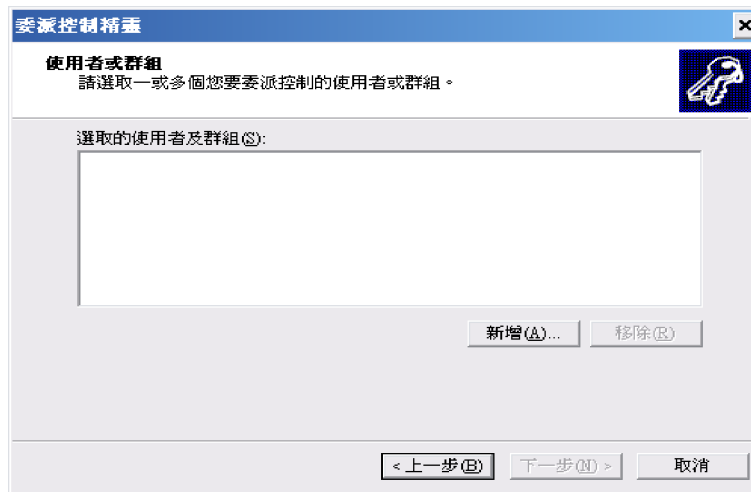 委派控制精靈
使用者或群組
請選取一或多個您要委派控制的使用者或群組。
選取的使用者及群組(S):
新增(A)...
移除(R)
< 上一步(B)
下一步(N) >
取消